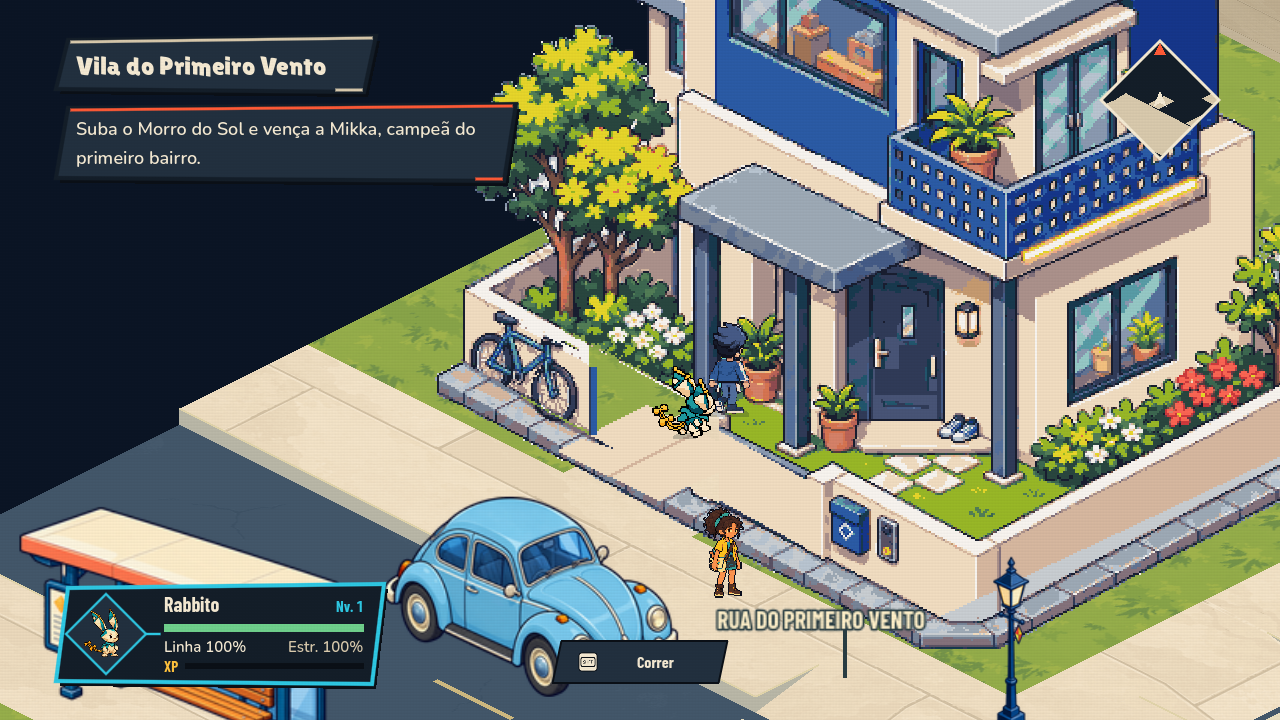 Vila do Primeiro Vento
Suba o Morro do Sol e vença a Mikka, campeã do
primeiro bairro.
RUA DO PRIMEIRO VENTO
Rabbito
Nv. 1
Linha 100%
Estr. 100%
XP
Correr